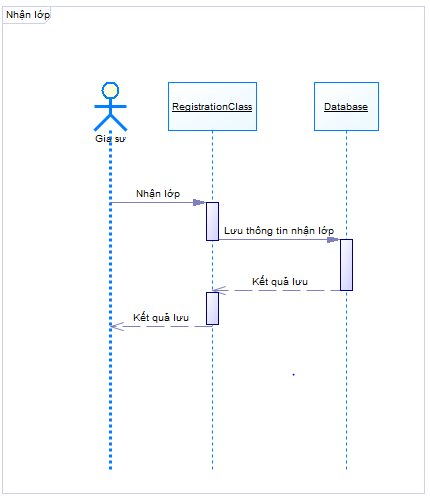 Nhận lớp
RegistrationClass
Database
Gia sư
Nhận lớp
Lưu thông tin nhận lớp
Kết quả lưu
Kết quả lưu